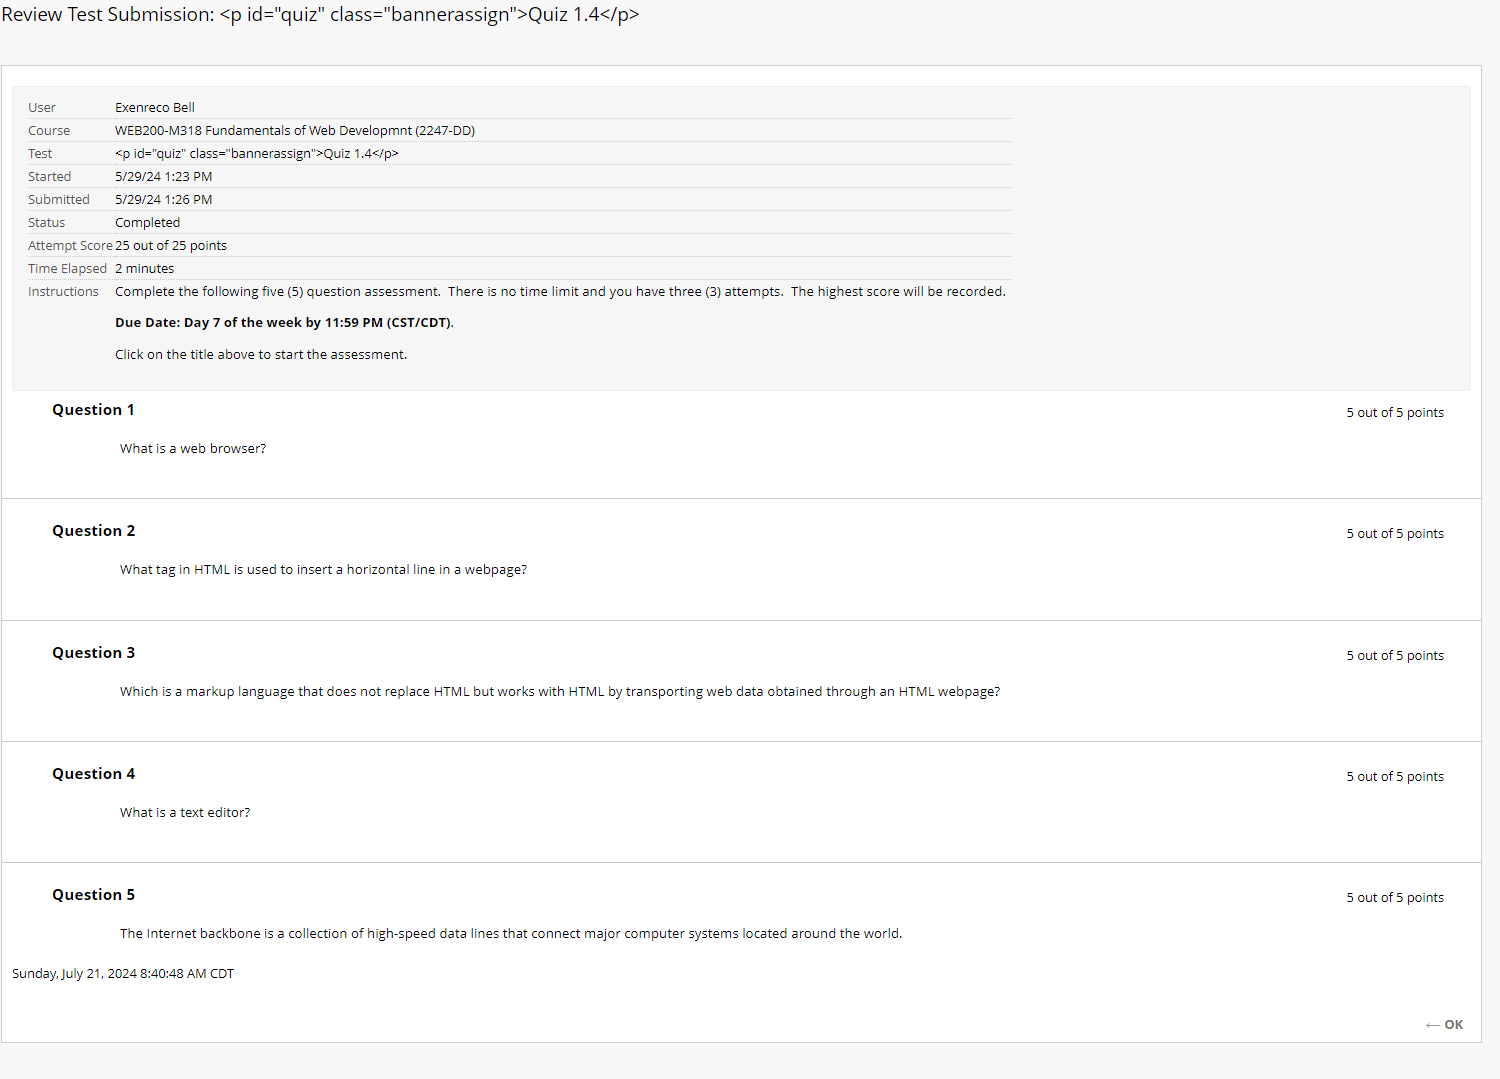 Review Test Submission: <p id="quiz" class="bannerassign">Quiz 1.4</p>
User Exenreco Bell
Course WEB200-M318 Fundamentals of Web Developmnt (2247-DD)
Test <p id="quiz" class="bannerassign">Quiz 1.4</p>
Started 5/29/24 1:23 PM
Submitted 5/29/24 1:26 PM
Status Completed
Attempt Score 25 out of 25 points
Time Elapsed 2 minutes
Instructions Complete the following five (5) question assessment.  There is no time limit and you have three (3) attempts.  The highest score will be recorded.
Due Date: Day 7 of the week by 11:59 PM (CST/CDT).
Click on the title above to start the assessment.
Question 1 5 out of 5 points
What is a web browser?
Question 2 5 out of 5 points
What tag in HTML is used to insert a horizontal line in a webpage?
Question 3 5 out of 5 points
Which is a markup language that does not replace HTML but works with HTML by transporting web data obtained through an HTML webpage?
Question 4 5 out of 5 points
What is a text editor?
Question 5 5 out of 5 points
The Internet backbone is a collection of high-speed data lines that connect major computer systems located around the world.
Sunday, July 21, 2024 8:40:48 AM CDT
← OK